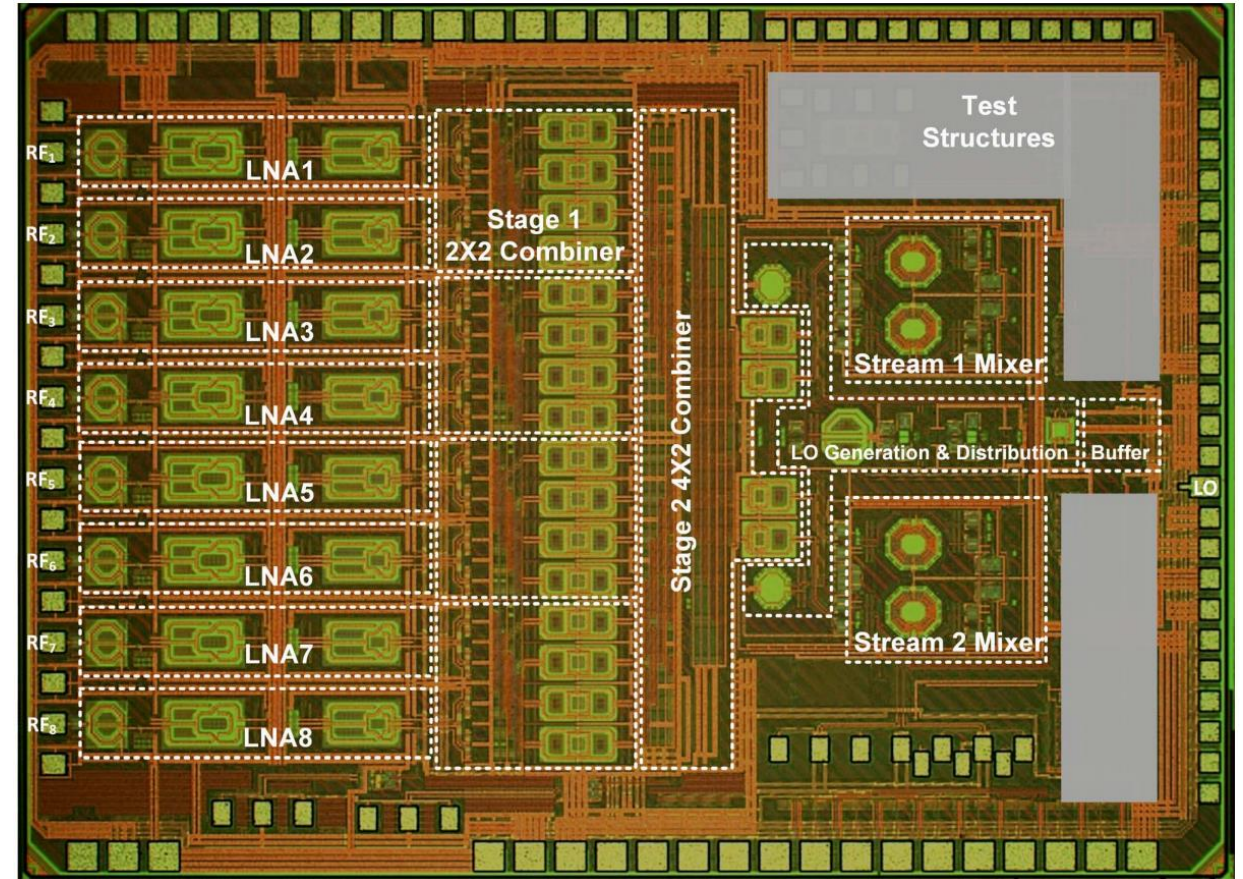 Test
Structures
RF₁
LNA1
RF₂
LNA2
Stage 1
2X2 Combiner
RF₃
LNA3
Stream 1 Mixer
RF₄
LNA4
Stage 2 4X2 Combiner
LO Generation & Distribution
Buffer
RF₅
LNA5
LO
RF₆
LNA6
RF₇
LNA7
Stream 2 Mixer
RF₈
LNA8